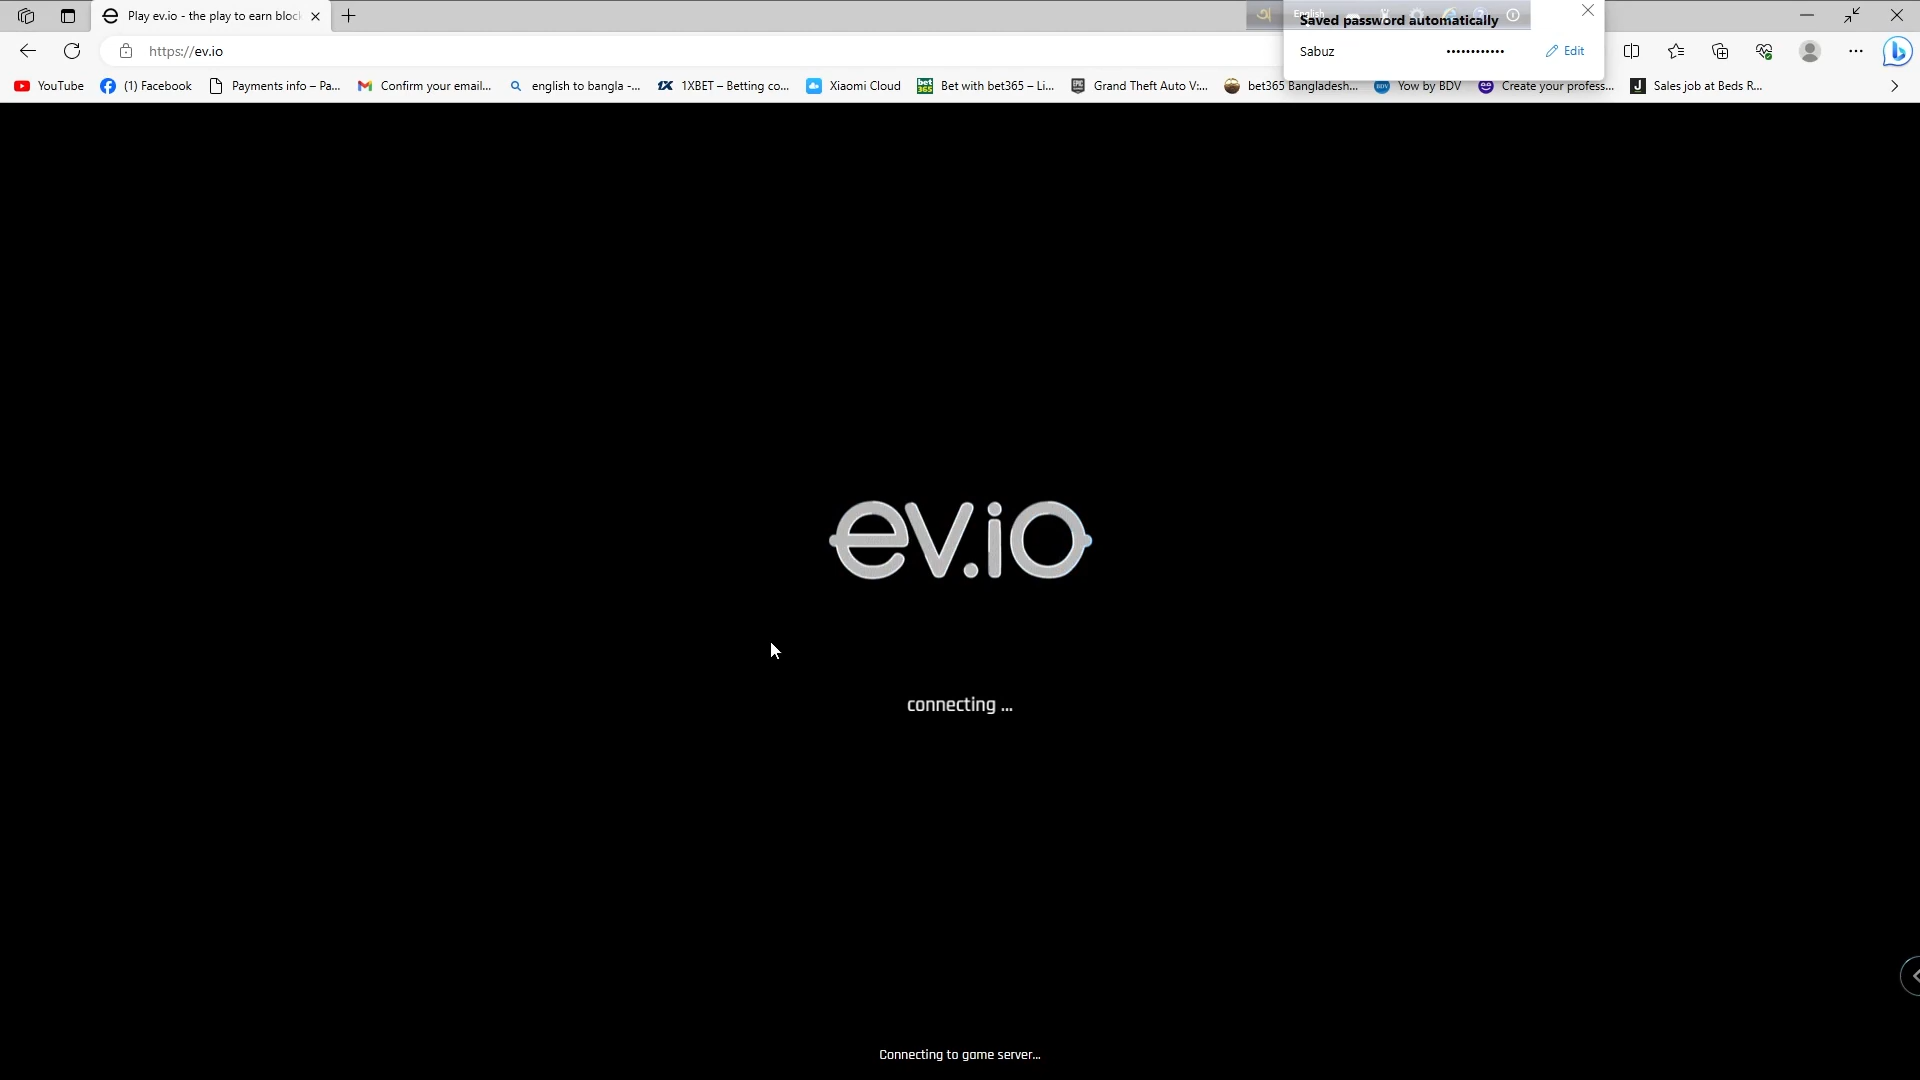 Play ev.io - the play to earn bloc
English
Saved password automatically
https://ev.io
Sabuz
•••••••••••• Edit
YouTube
(1) Facebook
Payments info – Pa...
Confirm your email...
english to bangla -...
1XBET – Betting co...
Xiaomi Cloud
bet365
Bet with bet365 – Li...
Grand Theft Auto V:...
bet365 Bangladesh...
Yow by BDV
Create your profess...
Sales job at Beds R...
ev.io
connecting ...
Connecting to game server...